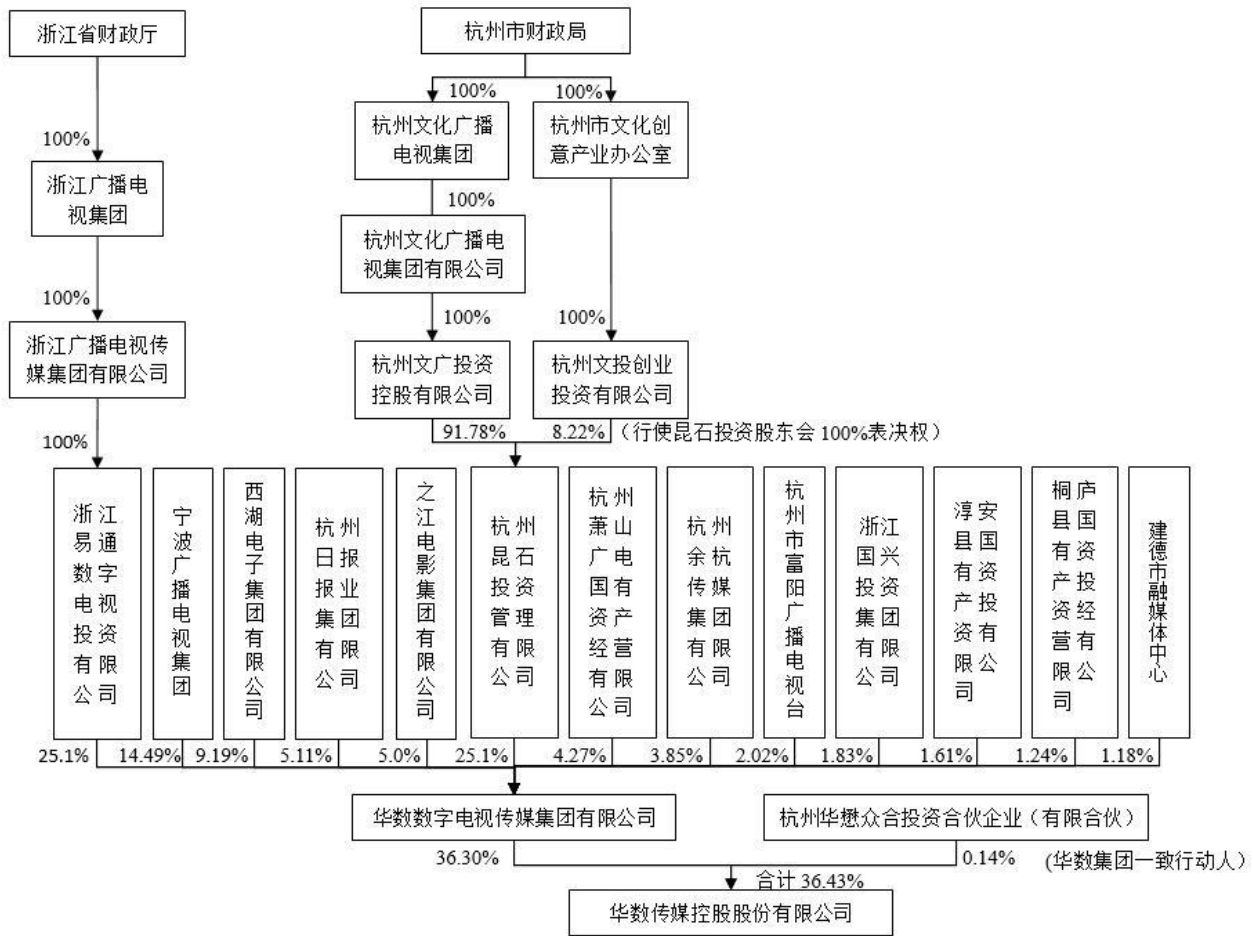 浙江省财政厅
杭州市财政局
100%
100%
杭州文化广播
电视集团
杭州市文化创
意产业办公室
100%
浙江广播电
视集团
100%
杭州文化广播电
视集团有限公司
100%
100%
100%
浙江广播电视传
媒集团有限公司
杭州文广投资
控股有限公司
杭州文投创业
投资有限公司
100%
91.78%
8.22%
（行使昆石投资股东会 100%表决权）
浙江
易通
数字
电视
投资
有限
公司
宁波广播电视集团
西湖电子集团有限公司
杭州
日报
报业
集团
有限
公司
之江电影集团有限公司
杭州
昆石
投资
管理
有限
公司
杭州
萧山
广电
国有
资产
经营
有限
公司
杭州
余杭
传媒
集团
有限
公司
杭州市富阳广播电视台
浙江
国兴
投资
集团
有限
公司
淳安
县国
有资
产投
资有
限公
司
桐庐
县国
有资
产投
资经
营有
限公
司
建德市融媒体中心
25.1%
14.49%
9.19%
5.11%
5.0%
25.1%
4.27%
3.85%
2.02%
1.83%
1.61%
1.24%
1.18%
华数数字电视传媒集团有限公司
杭州华懋众合投资合伙企业（有限合伙）
36.30%
0.14%
(华数集团一致行动人）
合计 36.43%
华数传媒控股股份有限公司